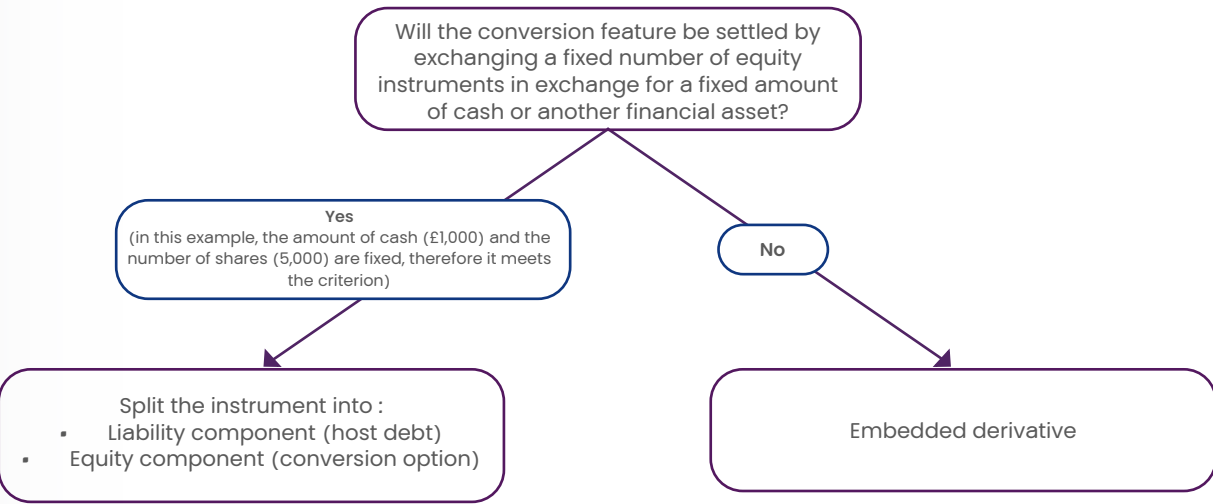 Will the conversion feature be settled by
exchanging a fixed number of equity
instruments in exchange for a fixed amount
of cash or another financial asset?
Yes
(in this example, the amount of cash (£1,000) and the
number of shares (5,000) are fixed, therefore it meets
the criterion)
No
Split the instrument into :
▪ Liability component (host debt)
▪ Equity component (conversion option)
Embedded derivative